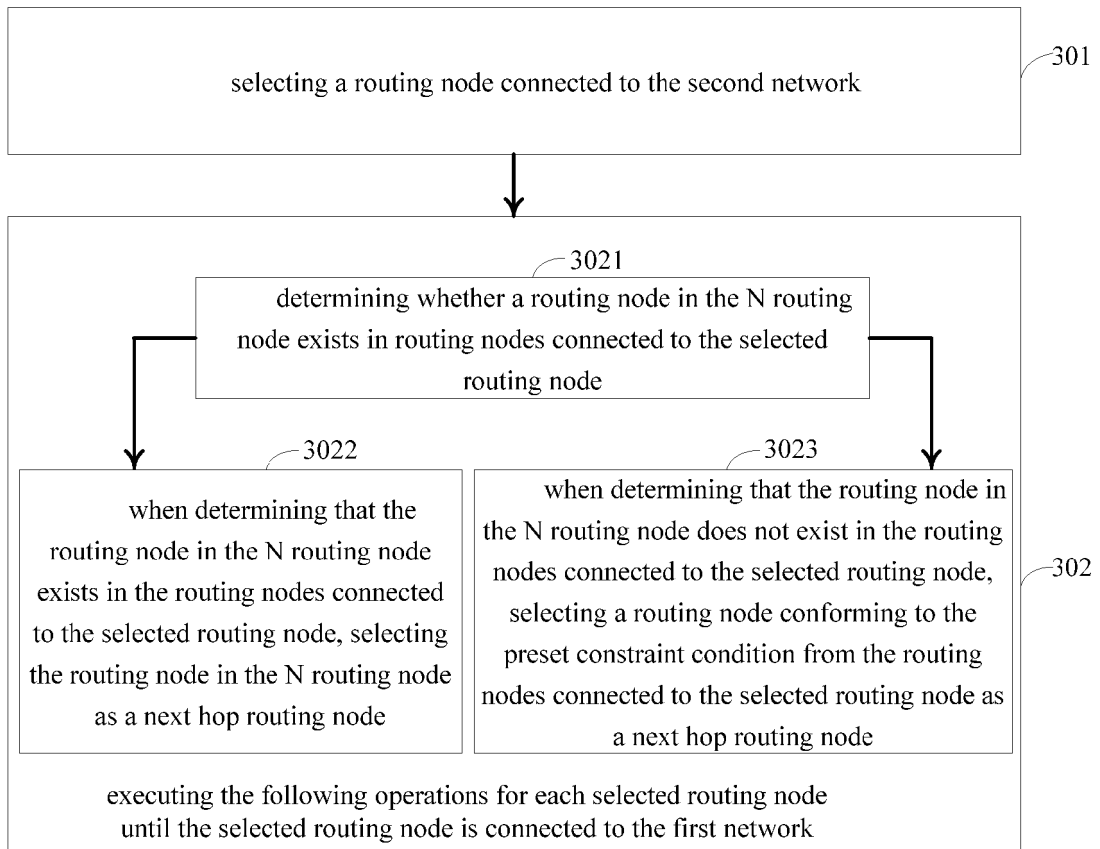 selecting a routing node connected to the second network
301
3021
determining whether a routing node in the N routing
node exists in routing nodes connected to the selected
routing node
3022
when determining that the
routing node in the N routing node
exists in the routing nodes connected
to the selected routing node, selecting
the routing node in the N routing node
as a next hop routing node
3023
when determining that the routing node in
the N routing node does not exist in the routing
nodes connected to the selected routing node,
selecting a routing node conforming to the
preset constraint condition from the routing
nodes connected to the selected routing node as
a next hop routing node
302
executing the following operations for each selected routing node
until the selected routing node is connected to the first network